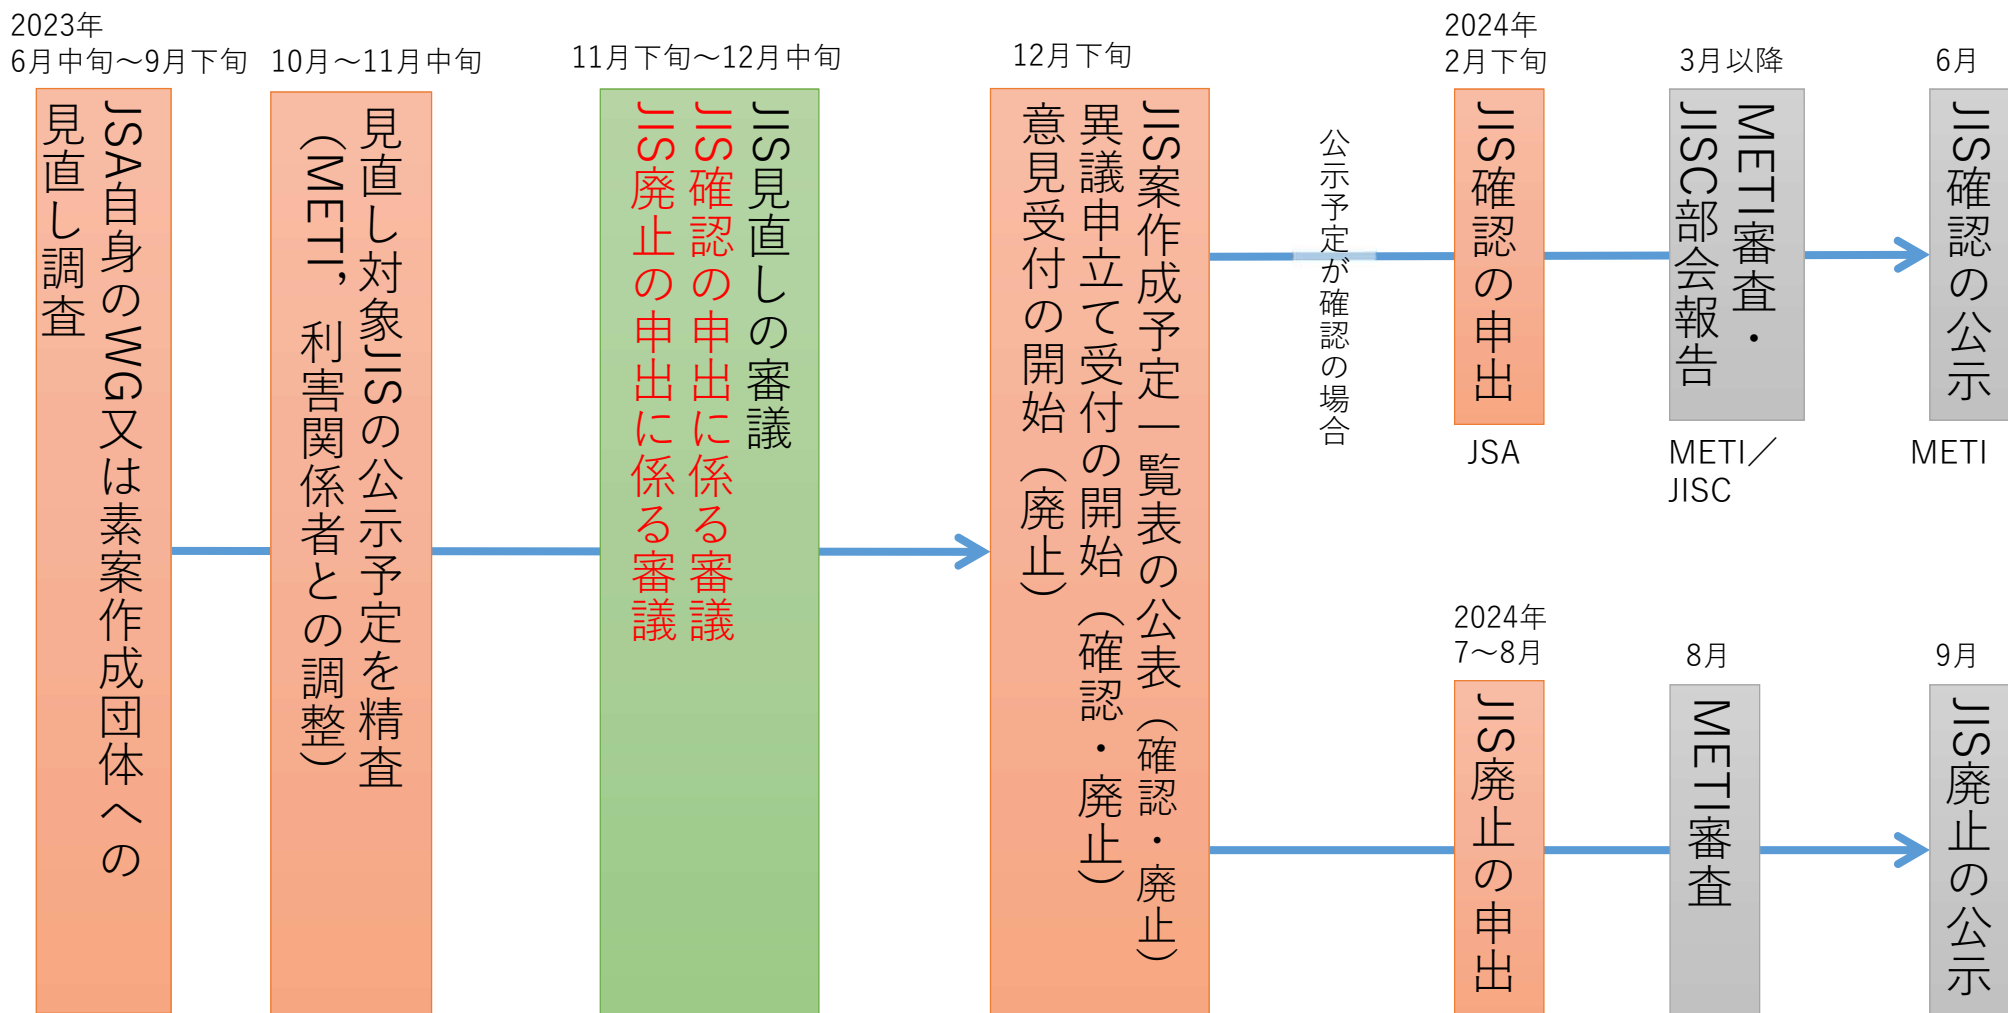 2023年
6月中旬～9月下旬
JSA自身のWG又は素案作成団体への
見直し調査
10月～11月中旬
見直し対象JISの公示予定を精査
（METI，利害関係者との調整）
11月下旬～12月中旬
JIS見直しの審議
JIS確認の申出に係る審議
JIS廃止の申出に係る審議
12月下旬
JIS案作成予定一覧表の公表（確認・廃止）
異議申立て受付の開始（確認・廃止）
意見受付の開始（廃止）
公示予定が確認の場合
2024年
2月下旬
JIS確認の申出
JSA
3月以降
METI審査・
JISC部会報告
METI／
JISC
6月
JIS確認の公示
METI
2024年
7～8月
JIS廃止の申出
8月
METI審査
9月
JIS廃止の公示